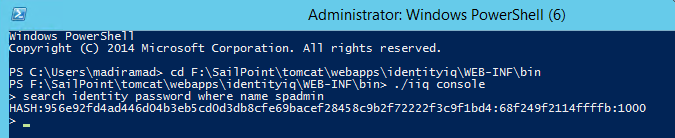 Administrator: Windows PowerShell (6)
Windows PowerShell
Copyright (C) 2014 Microsoft Corporation. All rights reserved.
PS C:\Users\madiramad> cd F:\SailPoint\tomcat\webapps\identityiq\WEB-INF\bin
PS F:\SailPoint\tomcat\webapps\identityiq\WEB-INF\bin> ./iiq console
> search identity password where name spadmin
HASH:956e92fd4ad446d04b3eb5cd0d3db8cfe69bacef28458c9b2f72222f3c9f1bd4:68f249f2114ffffb:1000
> _